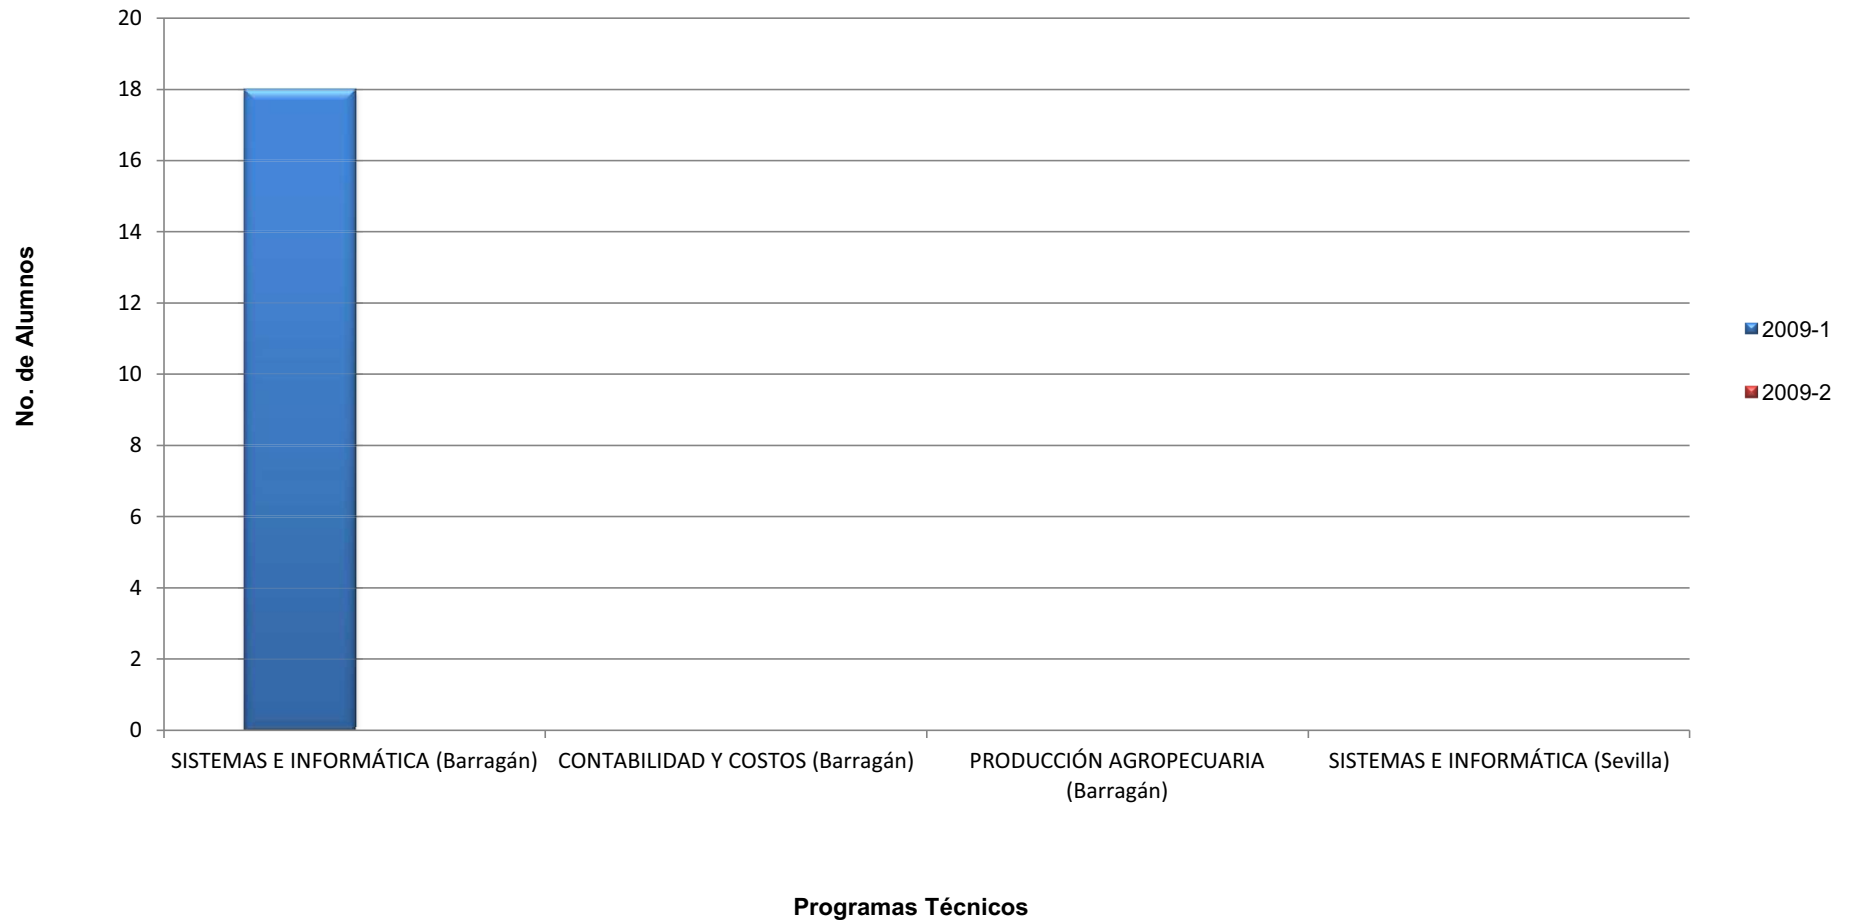 20
18
16
14
12
10
8
6
4
2
0
No. de Alumnos
2009-1
2009-2
SISTEMAS E INFORMÁTICA (Barragán)
CONTABILIDAD Y COSTOS (Barragán)
PRODUCCIÓN AGROPECUARIA
(Barragán)
SISTEMAS E INFORMÁTICA (Sevilla)
Programas Técnicos